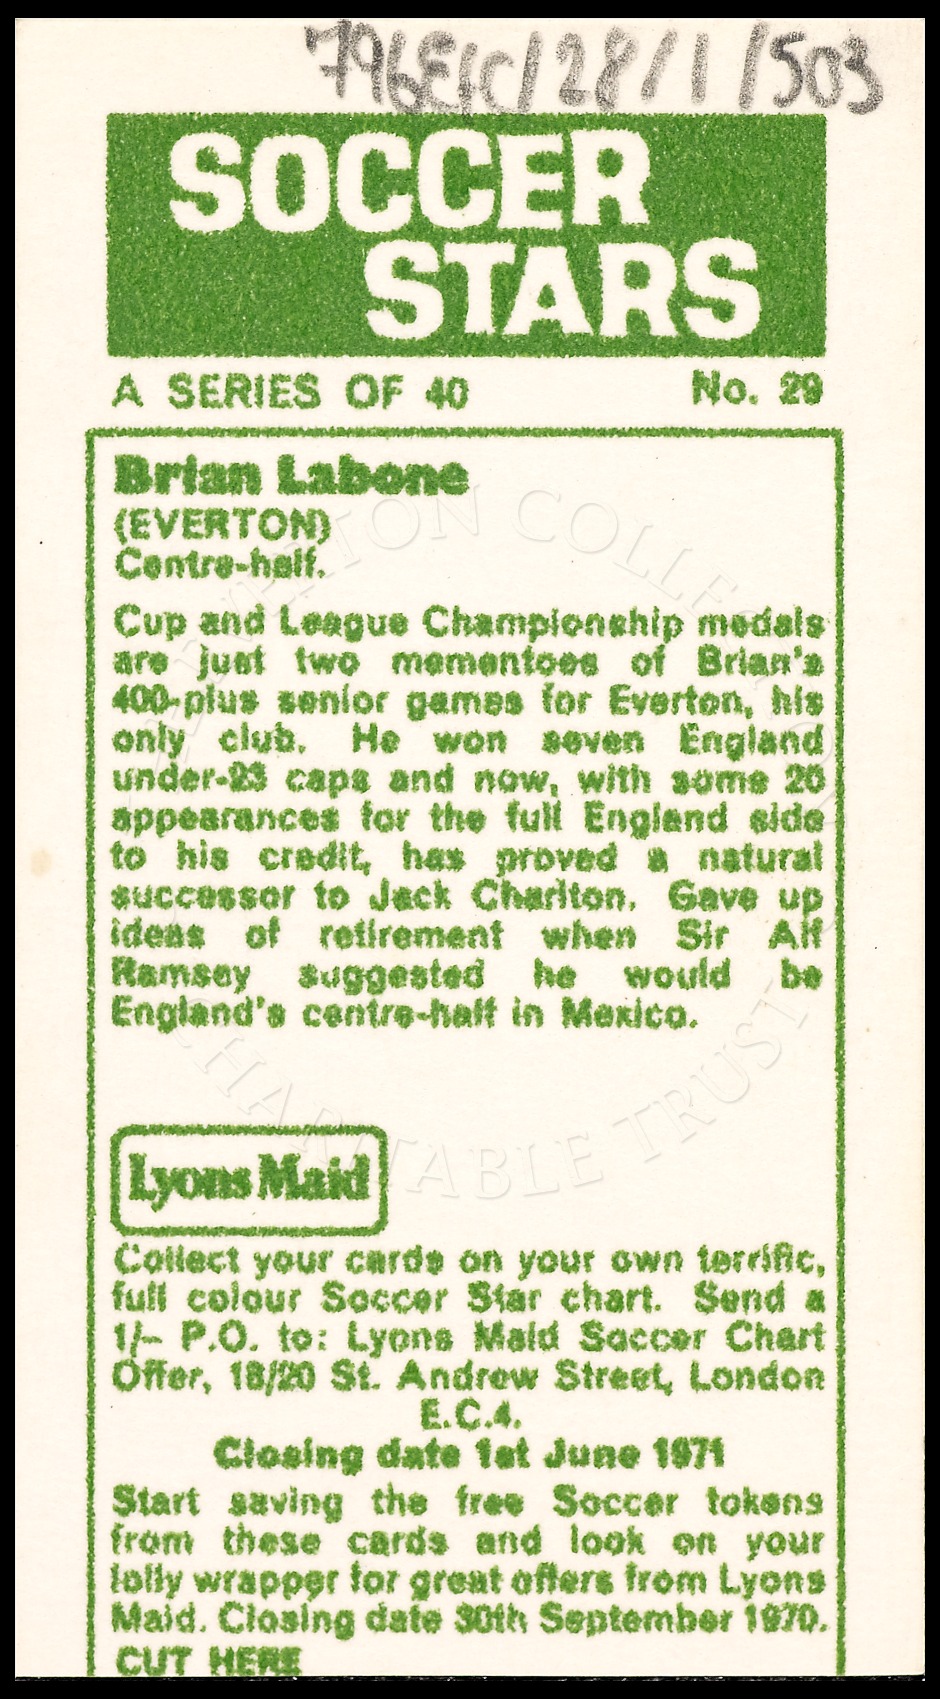 796EfC/28/1/503
SOCCER
STARS
A SERIES OF 40 No. 29
Brian Labone
(EVERTON)
Centre-half.
Cup and League Championship medals
are just two mementoes of Brian's
400-plus senior games for Everton, his
only club. He won seven England
under-23 caps and now, with some 20
appearances for the full England side
to his credit, has proved a natural
successor to Jack Charlton. Gave up
ideas of retirement when Sir Alf
Ramsey suggested he would be
England's centre-half in Mexico.
EVERTON COLLECTION CHARITABLE TRUST
Lyons Maid
Collect your cards on your own terrific,
full colour Soccer Star chart. Send a
1/– P.O. to: Lyons Maid Soccer Chart
Offer, 18/20 St. Andrew Street, London
E.C.4.
Closing date 1st June 1971
Start saving the free Soccer tokens
from these cards and look on your
lolly wrapper for great offers from Lyons
Maid. Closing date 30th September 1970.
CUT HERE